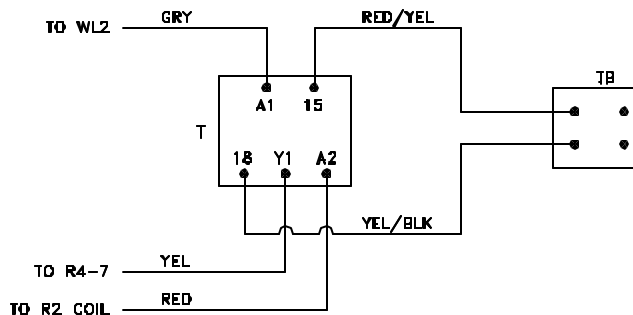 TO WL2 GRY RED/YEL
TB
A1 15
T
18 Y1 A2
YEL/BLK
TO R4-7 YEL
TO R2 COIL RED